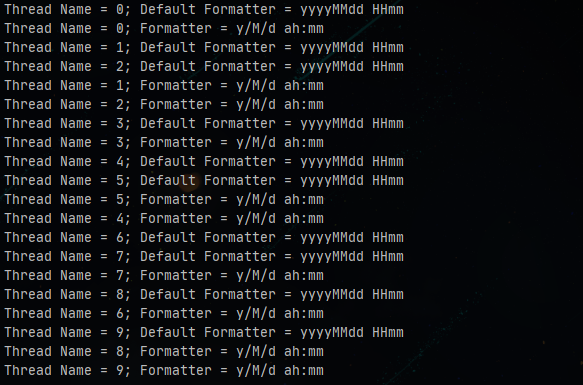 Thread Name = 0; Default Formatter = yyyyMMdd HHmm
Thread Name = 0; Formatter = y/M/d ah:mm
Thread Name = 1; Default Formatter = yyyyMMdd HHmm
Thread Name = 2; Default Formatter = yyyyMMdd HHmm
Thread Name = 1; Formatter = y/M/d ah:mm
Thread Name = 2; Formatter = y/M/d ah:mm
Thread Name = 3; Default Formatter = yyyyMMdd HHmm
Thread Name = 3; Formatter = y/M/d ah:mm
Thread Name = 4; Default Formatter = yyyyMMdd HHmm
Thread Name = 5; Default Formatter = yyyyMMdd HHmm
Thread Name = 5; Formatter = y/M/d ah:mm
Thread Name = 4; Formatter = y/M/d ah:mm
Thread Name = 6; Default Formatter = yyyyMMdd HHmm
Thread Name = 7; Default Formatter = yyyyMMdd HHmm
Thread Name = 7; Formatter = y/M/d ah:mm
Thread Name = 8; Default Formatter = yyyyMMdd HHmm
Thread Name = 6; Formatter = y/M/d ah:mm
Thread Name = 9; Default Formatter = yyyyMMdd HHmm
Thread Name = 8; Formatter = y/M/d ah:mm
Thread Name = 9; Formatter = y/M/d ah:mm